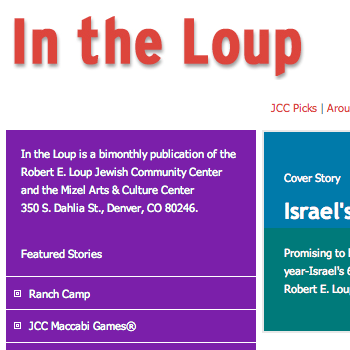 In the Loup
JCC Picks | Arou
In the Loup is a bimonthly publication of the
Robert E. Loup Jewish Community Center
and the Mizel Arts & Culture Center
350 S. Dahlia St., Denver, CO 80246.
Featured Stories
Ranch Camp
JCC Maccabi Games®
Cover Story
Israel's
Promising to
year-Israel's 6
Robert E. Lou